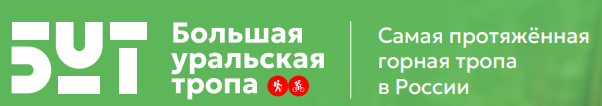 БУТ
Большая
уральская
тропа
Самая протяжённая
горная тропа
в России